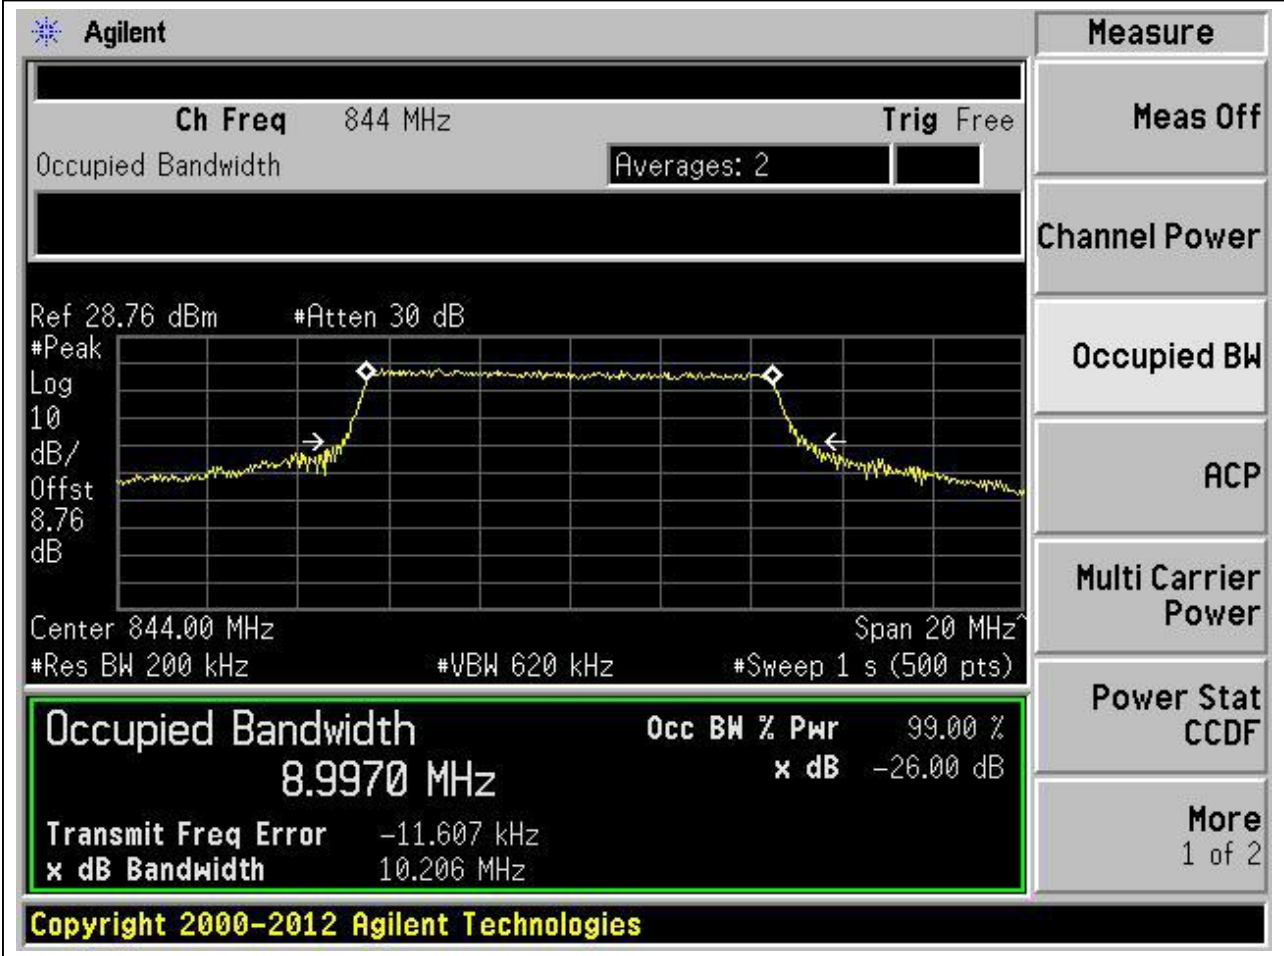 Agilent
Measure
Ch Freq 844 MHz Trig Free
Occupied Bandwidth Averages: 2
Ref 28.76 dBm #Atten 30 dB
#Peak
Log
10
dB/
Offst
8.76
dB
Center 844.00 MHz Span 20 MHz^
#Res BW 200 kHz #VBW 620 kHz #Sweep 1 s (500 pts)
Occupied Bandwidth
8.9970 MHz
Occ BW % Pwr 99.00 %
x dB -26.00 dB
Transmit Freq Error -11.607 kHz
x dB Bandwidth 10.206 MHz
Meas Off
Channel Power
Occupied BW
ACP
Multi Carrier
Power
Power Stat
CCDF
More
1 of 2
Copyright 2000-2012 Agilent Technologies